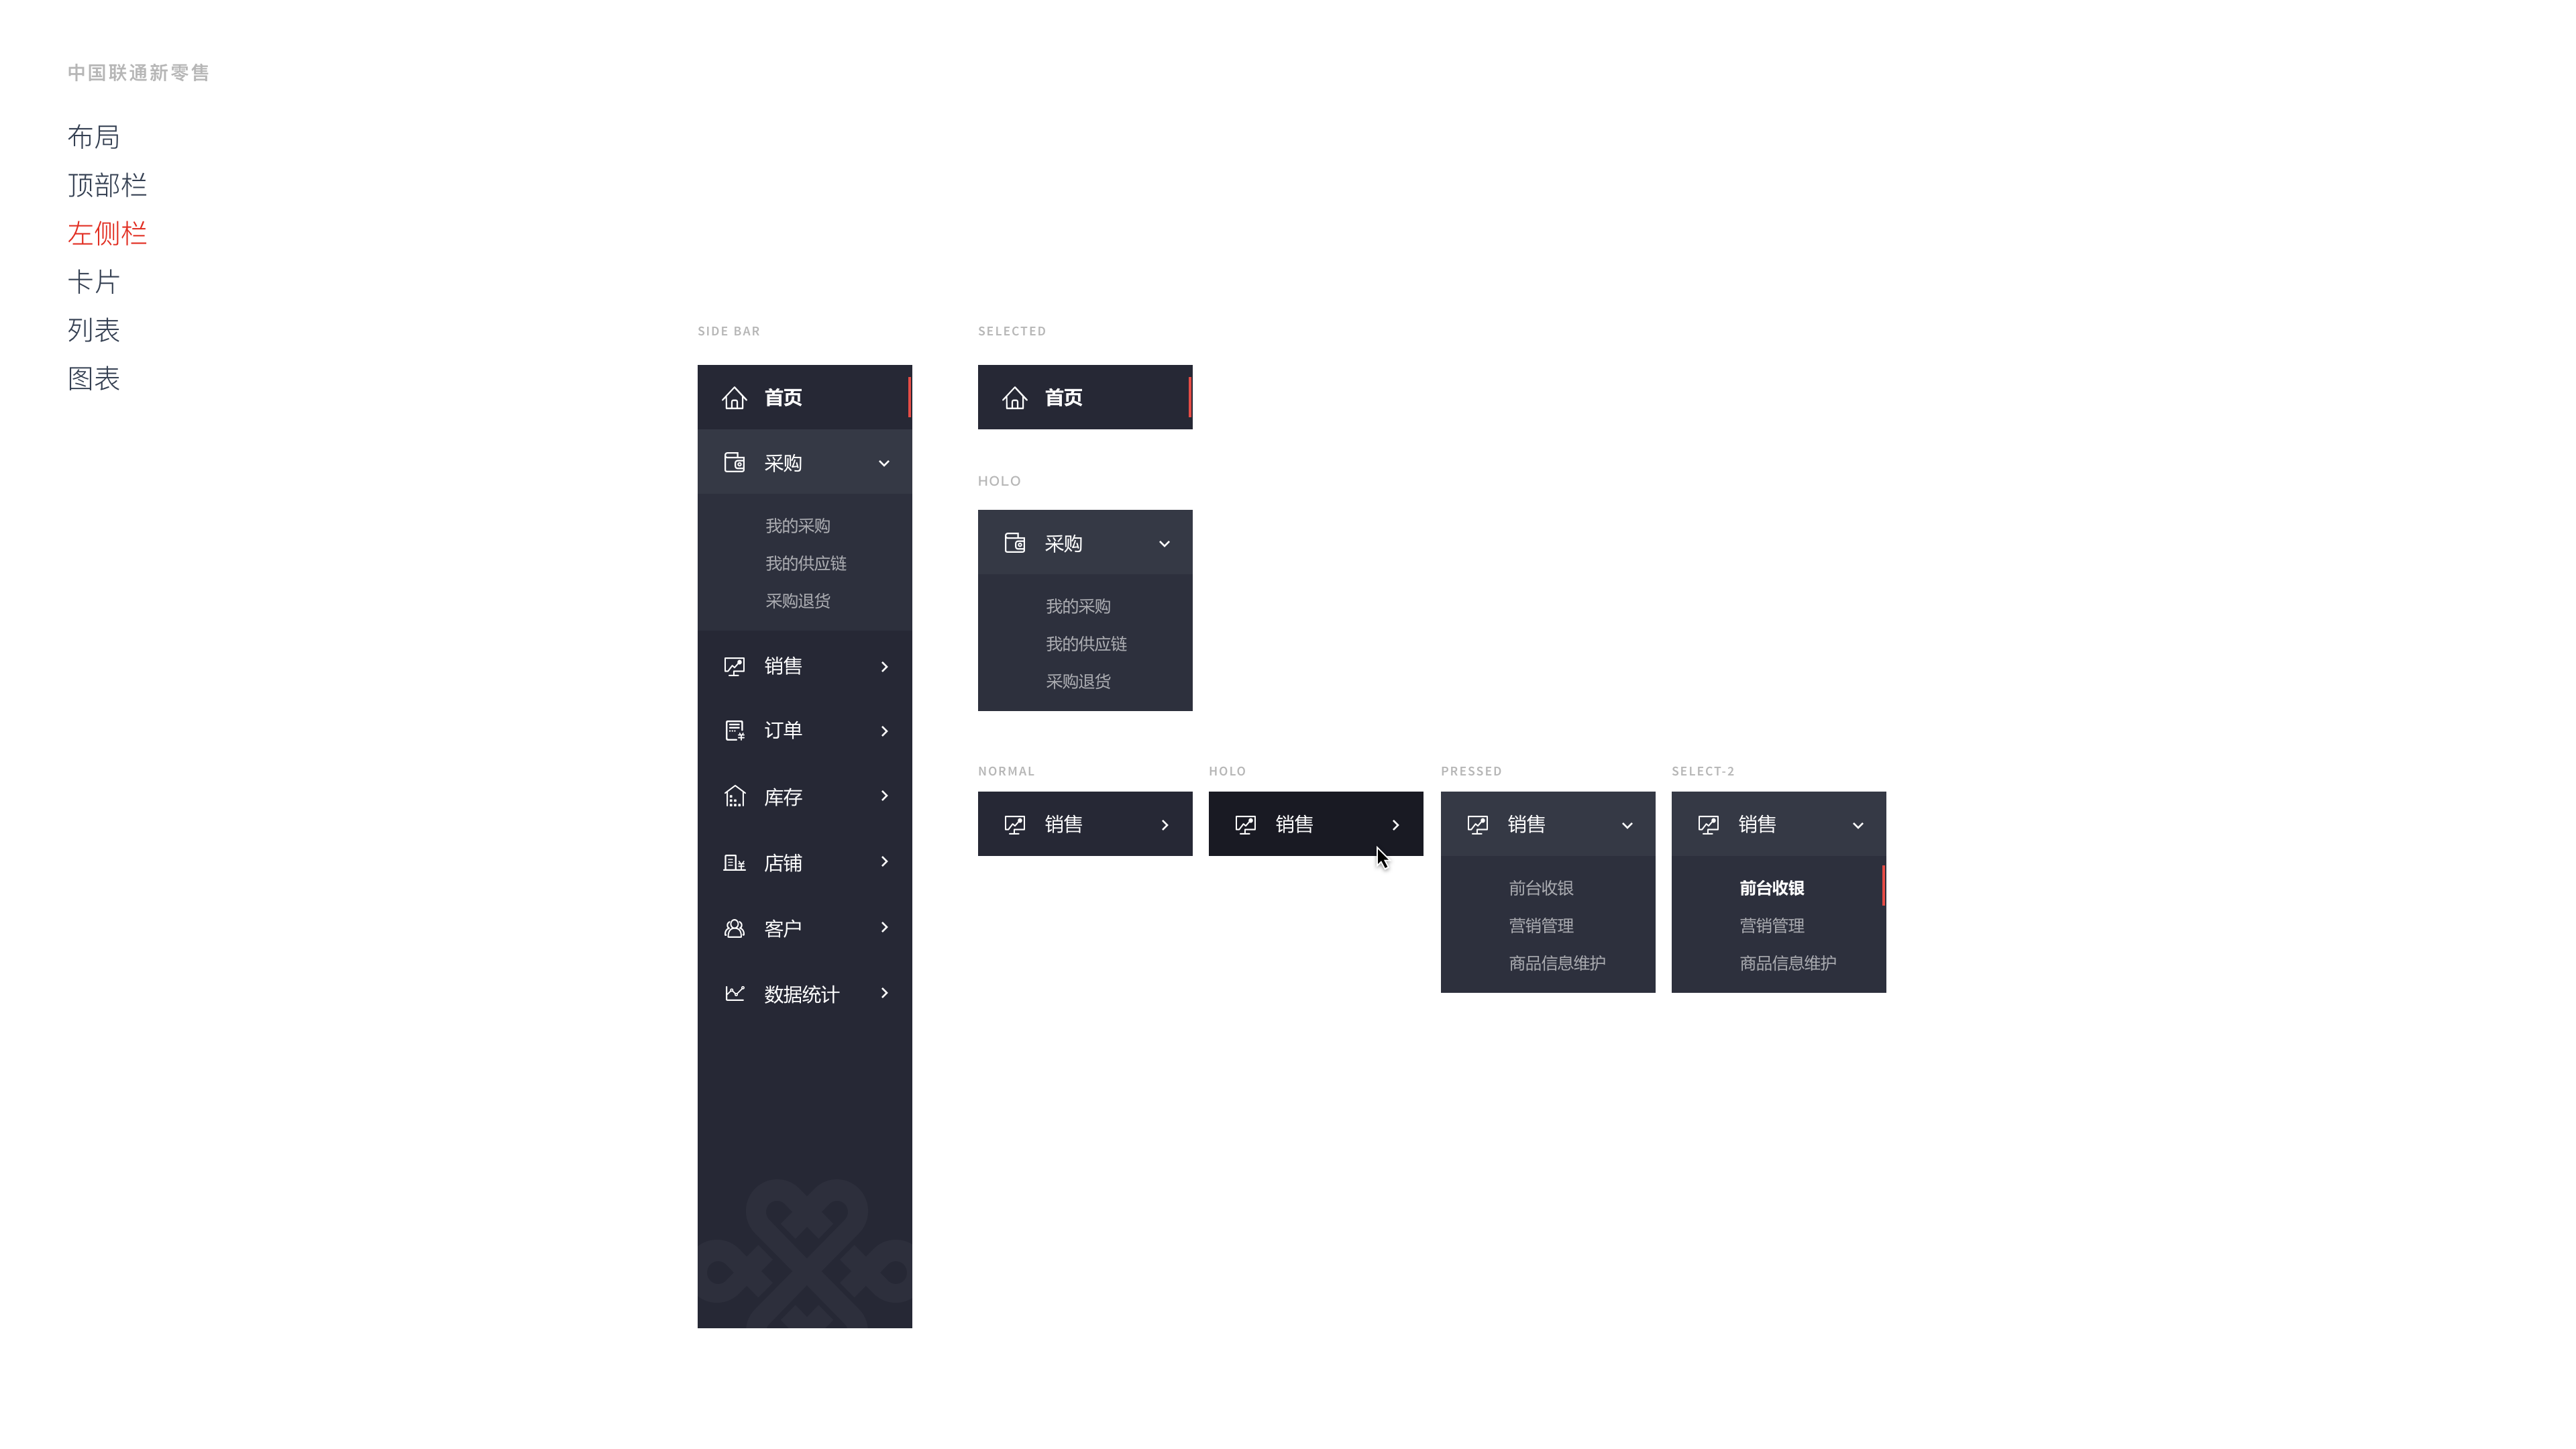 中国联通新零售
布局
顶部栏
左侧栏
卡片
列表
图表
SIDE BAR
首页
采购
我的采购
我的供应链
采购退货
销售
订单
库存
店铺
客户
数据统计
SELECTED
首页
HOLO
采购
我的采购
我的供应链
采购退货
NORMAL
销售
HOLO
销售
PRESSED
销售
前台收银
营销管理
商品信息维护
SELECT-2
销售
前台收银
营销管理
商品信息维护